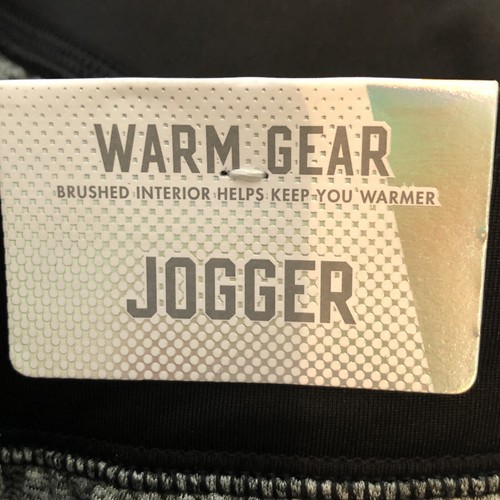 WARM GEAR
BRUSHED INTERIOR HELPS KEEP YOU WARMER
JOGGER